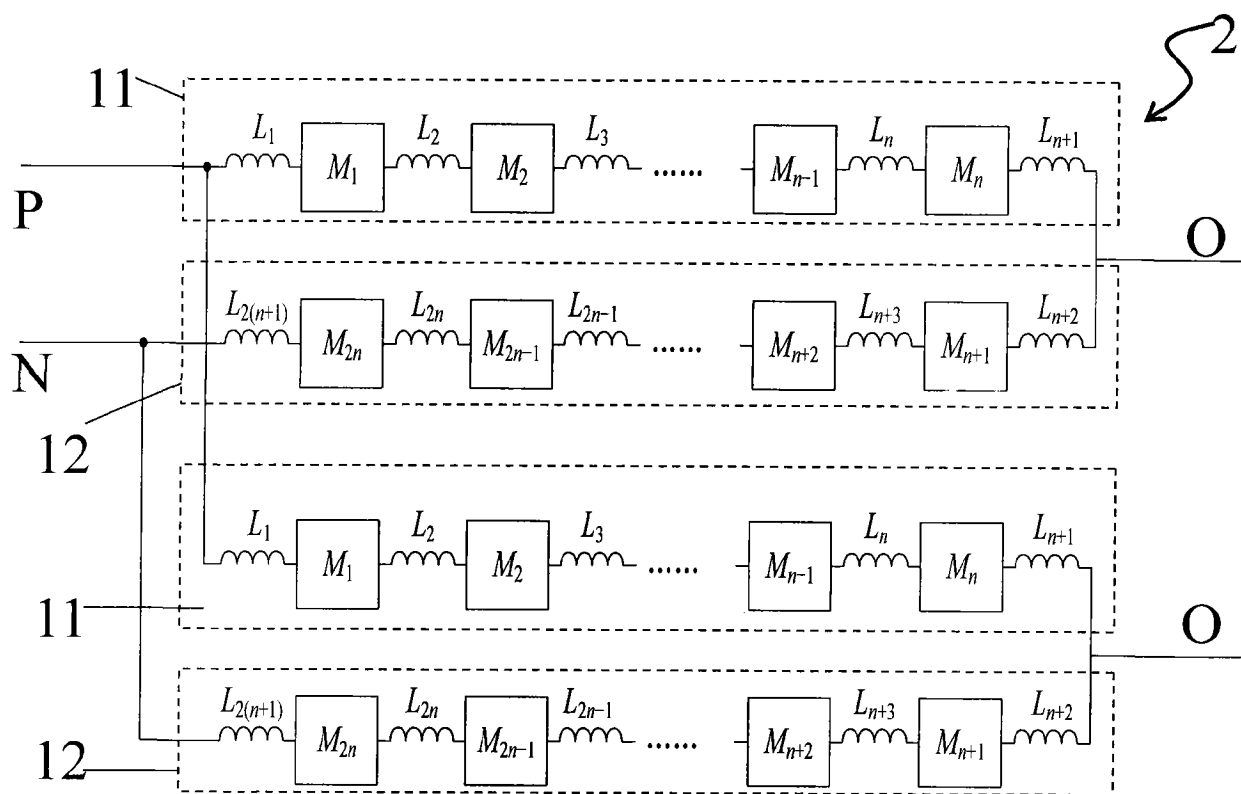 2
11
L1 M1 L2 M2 L3 ...... Mn−1 Ln Mn Ln+1
P
O
L2(n+1) M2n L2n M2n−1 L2n−1 ...... Mn+2 Ln+3 Mn+1 Ln+2
N
12
L1 M1 L2 M2 L3 ...... Mn−1 Ln Mn Ln+1
11
O
L2(n+1) M2n L2n M2n−1 L2n−1 ...... Mn+2 Ln+3 Mn+1 Ln+2
12